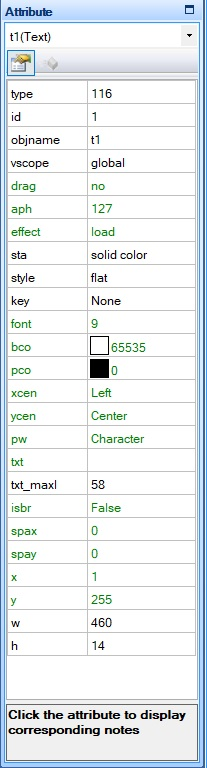 Attribute
t1(Text)
type 116
id 1
objname t1
vscope global
drag no
aph 127
effect load
sta solid color
style flat
key None
font 9
bco 65535
pco 0
xcen Left
ycen Center
pw Character
txt
txt_maxl 58
isbr False
spax 0
spay 0
x 1
y 255
w 460
h 14
Click the attribute to display
corresponding notes